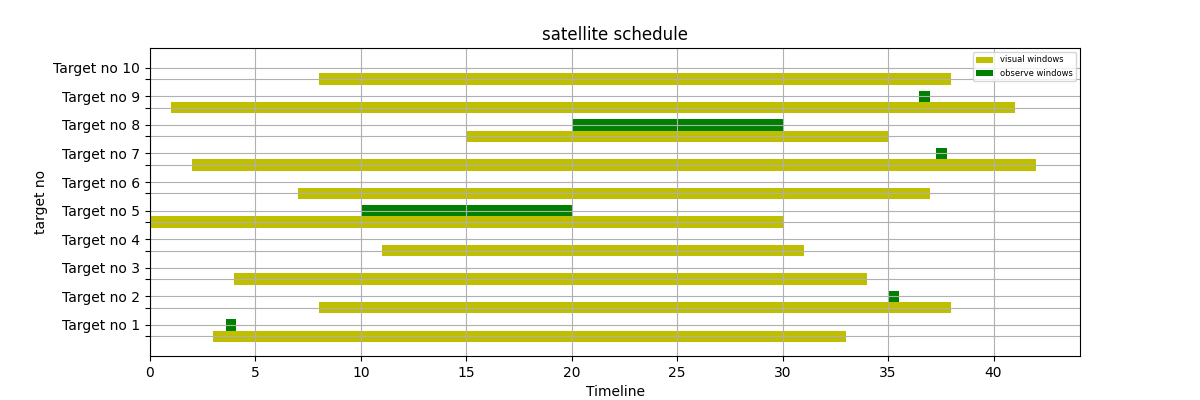 satellite schedule
visual windows
observe windows
target no
Target no 10
Target no 9
Target no 8
Target no 7
Target no 6
Target no 5
Target no 4
Target no 3
Target no 2
Target no 1
0 5 10 15 20 25 30 35 40
Timeline